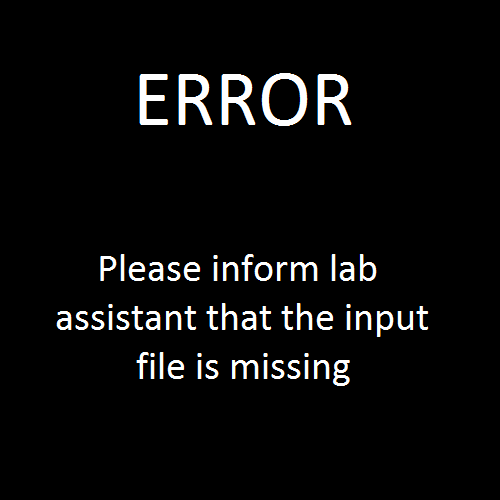 ERROR
Please inform lab
assistant that the input
file is missing